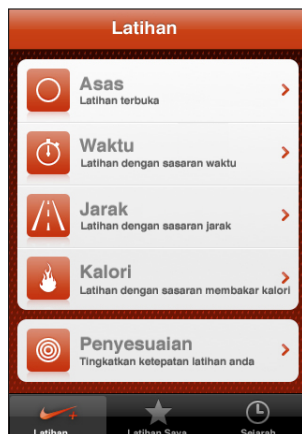 Latihan
Asas
Latihan terbuka
Waktu
Latihan dengan sasaran waktu
Jarak
Latihan dengan sasaran jarak
Kalori
Latihan dengan sasaran membakar kalori
Penyesuaian
Tingkatkan ketepatan latihan anda
Latihan
Latihan Saya
Sejarah